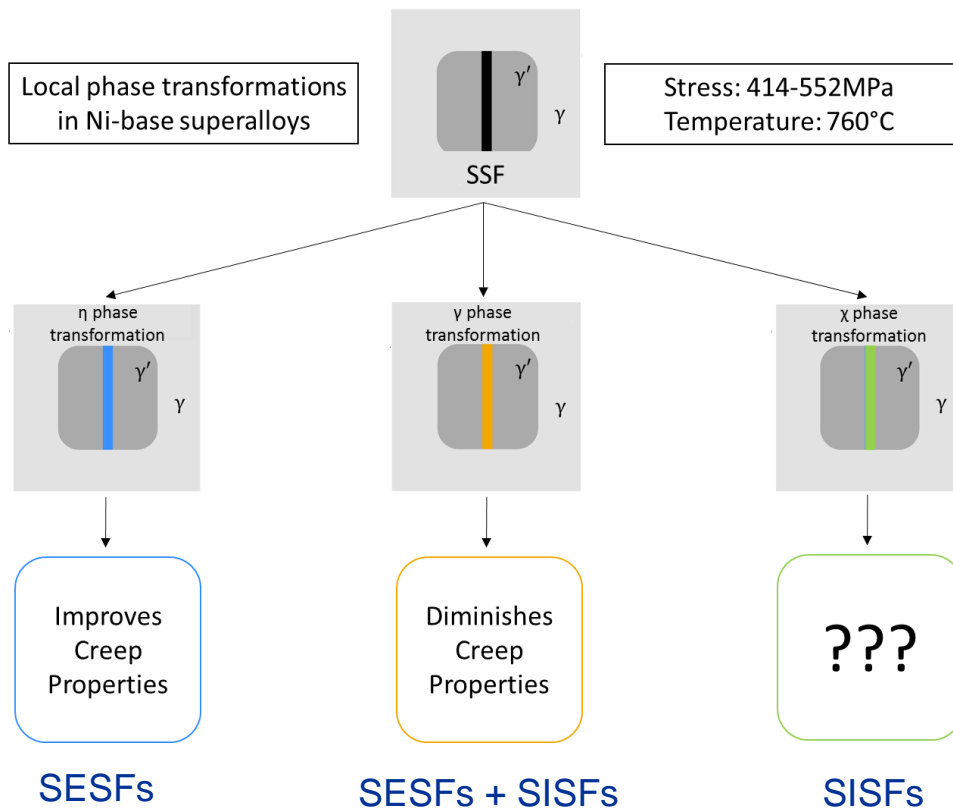 Local phase transformations
in Ni-base superalloys
γ'
γ
SSF
Stress: 414-552MPa
Temperature: 760°C
η phase
transformation
γ'
γ
γ phase
transformation
γ'
γ
χ phase
transformation
γ'
γ
Improves
Creep
Properties
Diminishes
Creep
Properties
???
SESFs
SESFs + SISFs
SISFs